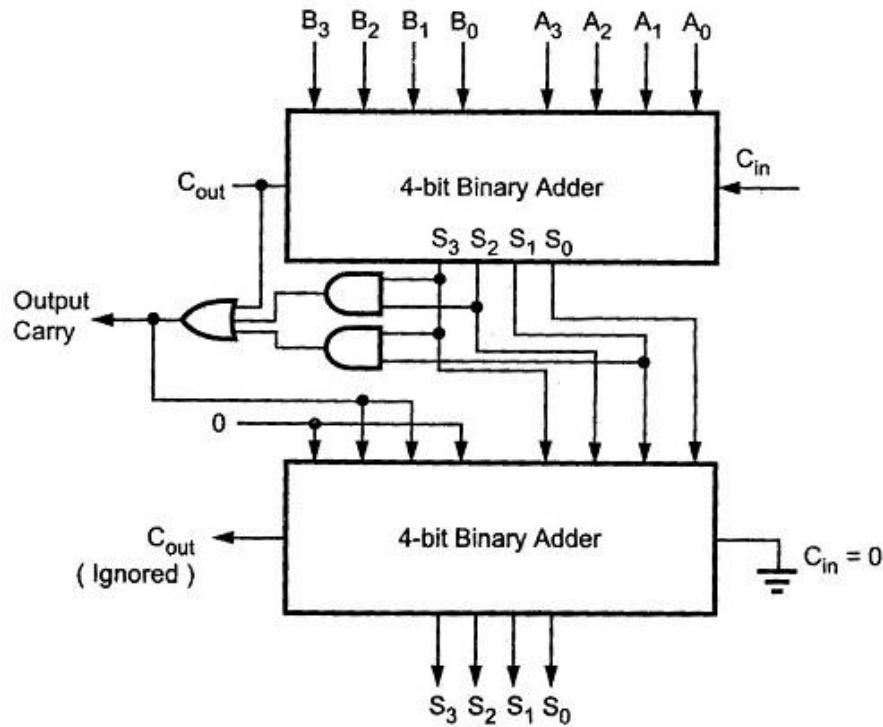 B3 B2 B1 B0 A3 A2 A1 A0
Cin
Cout
4-bit Binary Adder
S3 S2 S1 S0
Output
Carry
0
Cout
( Ignored )
4-bit Binary Adder
Cin = 0
S3 S2 S1 S0